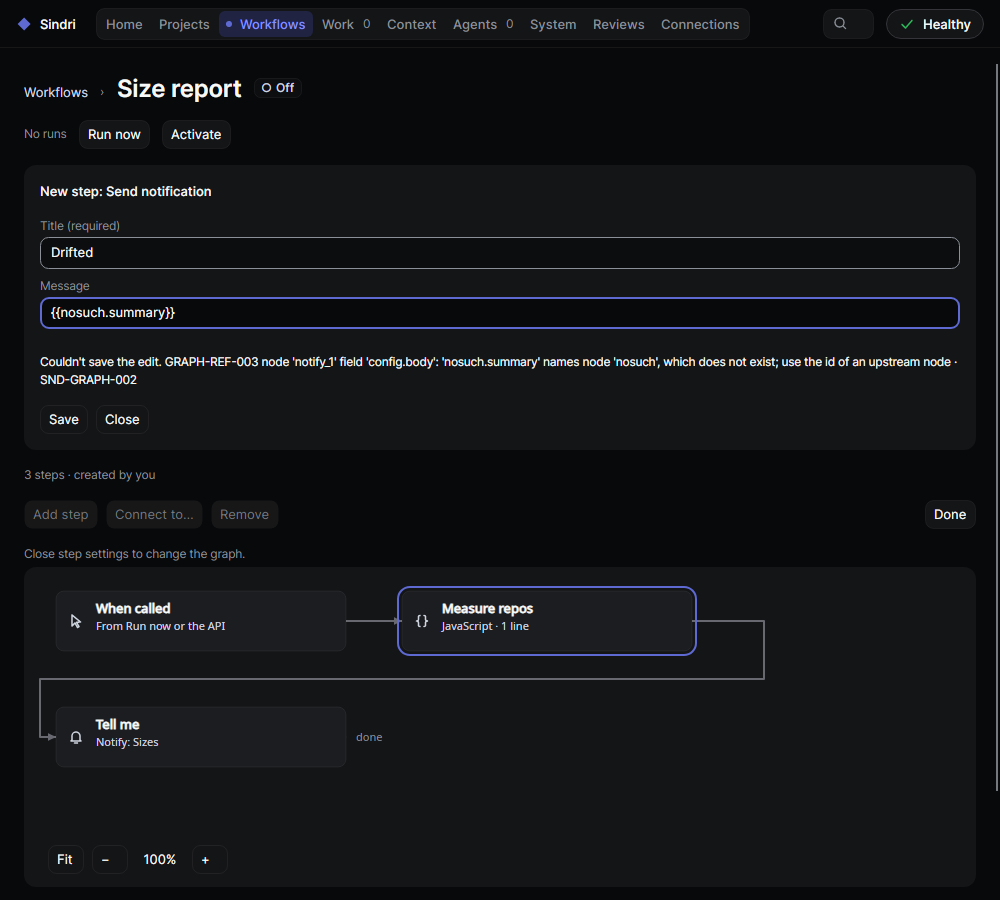 Sindri
Home Projects Workflows Work 0 Context Agents 0 System Reviews Connections
Healthy
Workflows › Size report Off
No runs Run now Activate
New step: Send notification
Title (required)
Drifted
Message
{{nosuch.summary}}
Couldn't save the edit. GRAPH-REF-003 node 'notify_1' field 'config.body': 'nosuch.summary' names node 'nosuch', which does not exist; use the id of an upstream node ·
SND-GRAPH-002
Save Close
3 steps · created by you
Add step Connect to... Remove Done
Close step settings to change the graph.
When called
From Run now or the API
{} Measure repos
JavaScript · 1 line
Tell me
Notify: Sizes
done
Fit − 100% +